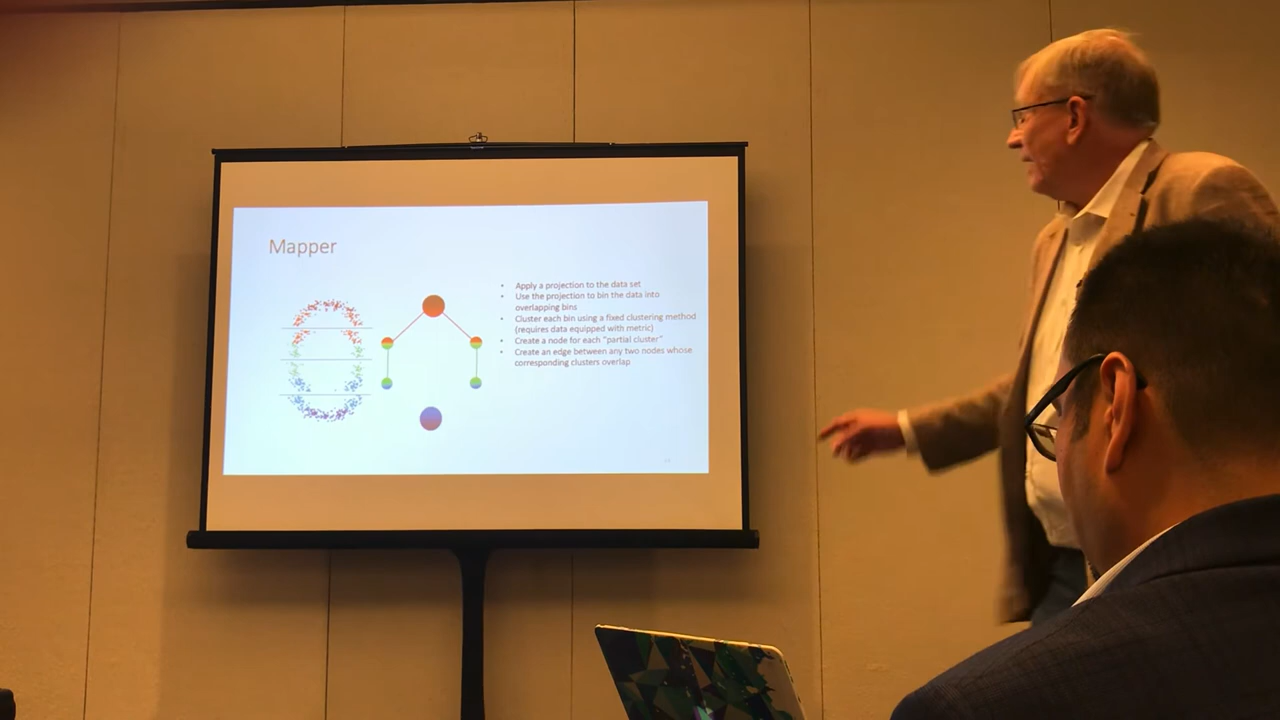 Mapper
• Apply a projection to the data set
• Use the projection to bin the data into
overlapping bins
• Cluster each bin using a fixed clustering method
(requires data equipped with metric)
• Create a node for each "partial cluster"
• Create an edge between any two nodes whose
corresponding clusters overlap